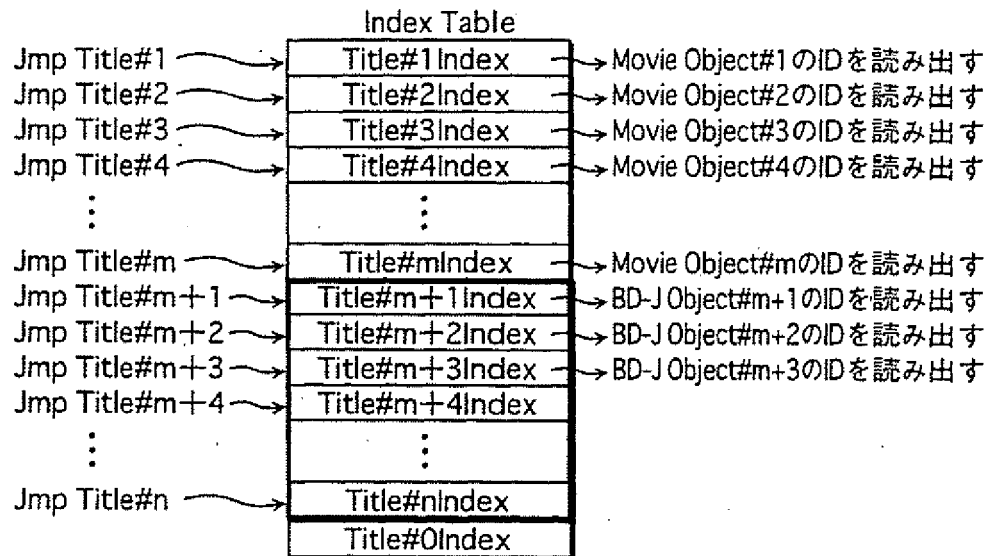 Index Table
Jmp Title#1 Title#1Index Movie Object#1のIDを読み出す
Jmp Title#2 Title#2Index Movie Object#2のIDを読み出す
Jmp Title#3 Title#3Index Movie Object#3のIDを読み出す
Jmp Title#4 Title#4Index Movie Object#4のIDを読み出す
⋮ ⋮
Jmp Title#m Title#mIndex Movie Object#mのIDを読み出す
Jmp Title#m+1 Title#m+1Index BD-J Object#m+1のIDを読み出す
Jmp Title#m+2 Title#m+2Index BD-J Object#m+2のIDを読み出す
Jmp Title#m+3 Title#m+3Index BD-J Object#m+3のIDを読み出す
Jmp Title#m+4 Title#m+4Index
⋮ ⋮
Jmp Title#n Title#nIndex
Title#0Index